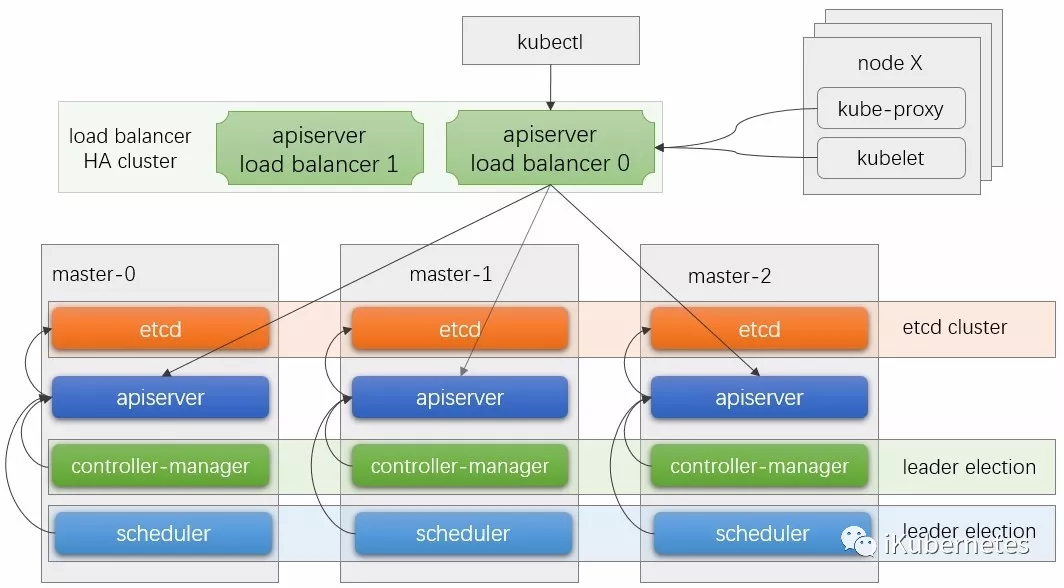 kubectl
node X
kube-proxy
kubelet
load balancer
HA cluster
apiserver
load balancer 1
apiserver
load balancer 0
master-0
master-1
master-2
etcd
etcd
etcd
etcd cluster
apiserver
apiserver
apiserver
controller-manager
controller-manager
controller-manager
leader election
scheduler
scheduler
scheduler
leader election
iKubernetes